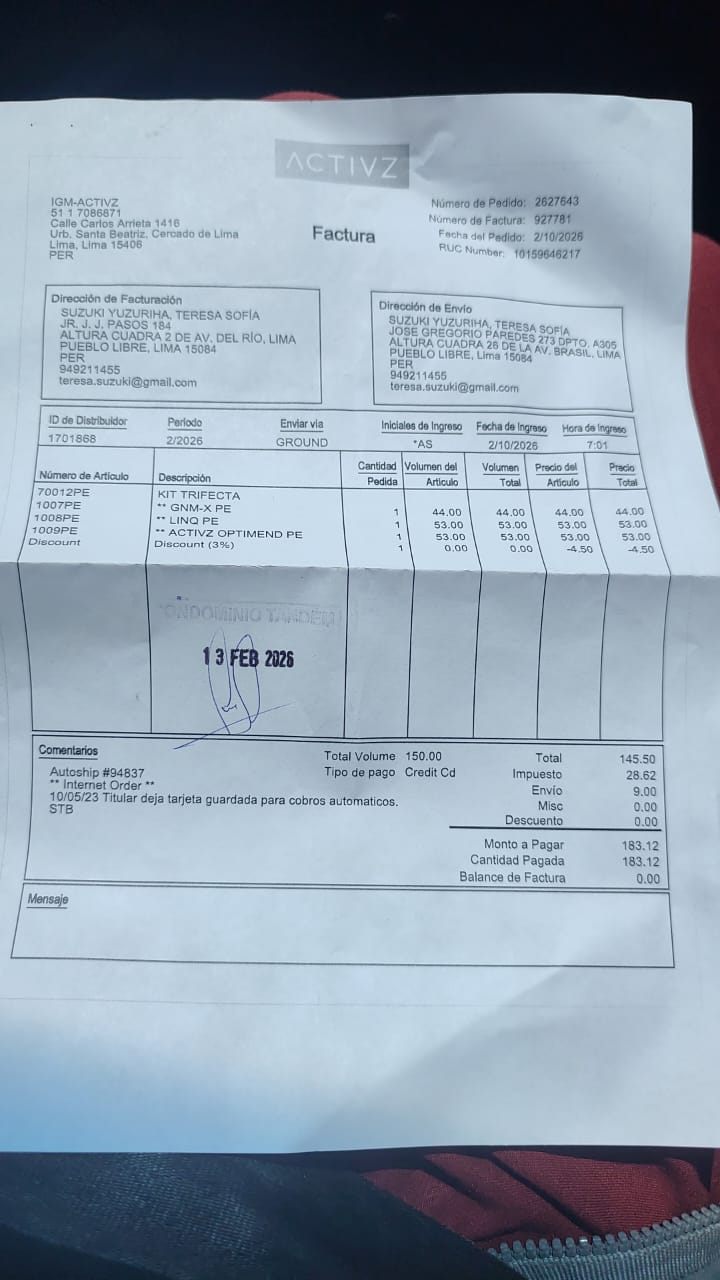 ACTIVZ
IGM-ACTIVZ
51 1 7086871
Calle Carlos Arrieta 1416
Urb. Santa Beatriz, Cercado de Lima
Lima, Lima 15406
PER
Factura
Número de Pedido: 2627643
Número de Factura: 927781
Fecha del Pedido: 2/10/2026
RUC Number: 10159646217
Dirección de Facturación
SUZUKI YUZURIHA, TERESA SOFÍA
JR. J. J. PASOS 184
ALTURA CUADRA 2 DE AV. DEL RÍO, LIMA
PUEBLO LIBRE, LIMA 15084
PER
949211455
teresa.suzuki@gmail.com
Dirección de Envío
SUZUKI YUZURIHA, TERESA SOFÍA
JOSE GREGORIO PAREDES 273 DPTO. A305
ALTURA CUADRA 26 DE LA AV. BRASIL, LIMA
PUEBLO LIBRE, Lima 15084
PER
949211455
teresa.suzuki@gmail.com
ID de Distribuidor Periodo Enviar via Iniciales de Ingreso Fecha de Ingreso Hora de Ingreso
1701868 2/2026 GROUND *AS 2/10/2026 7:01
Número de Artículo Descripción Cantidad Pedida Volumen del Artículo Volumen Total Precio del Artículo Precio Total
70012PE KIT TRIFECTA
1007PE ** GNM-X PE 1 44.00 44.00 44.00 44.00
1008PE ** LINQ PE 1 53.00 53.00 53.00 53.00
1009PE ** ACTIVZ OPTIMEND PE 1 53.00 53.00 53.00 53.00
Discount Discount (3%) 1 0.00 0.00 -4.50 -4.50
CONDOMINIO TANDEM
13 FEB 2026
Comentarios
Autoship #94837
** Internet Order **
10/05/23 Titular deja tarjeta guardada para cobros automaticos.
STB
Total Volume 150.00
Tipo de pago Credit Cd
Total 145.50
Impuesto 28.62
Envío 9.00
Misc 0.00
Descuento 0.00
Monto a Pagar 183.12
Cantidad Pagada 183.12
Balance de Factura 0.00
Mensaje